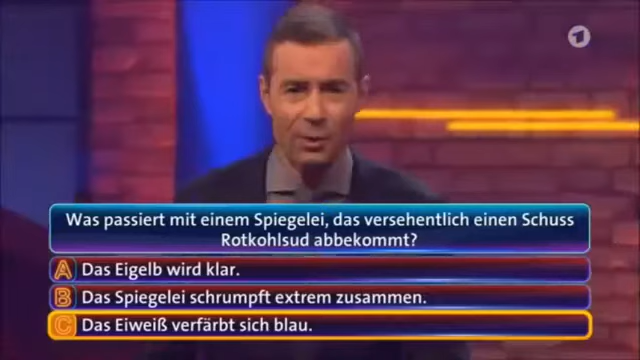 Was passiert mit einem Spiegelei, das versehentlich einen Schuss
Rotkohlsud abbekommt?
A Das Eigelb wird klar.
B Das Spiegelei schrumpft extrem zusammen.
C Das Eiweiß verfärbt sich blau.